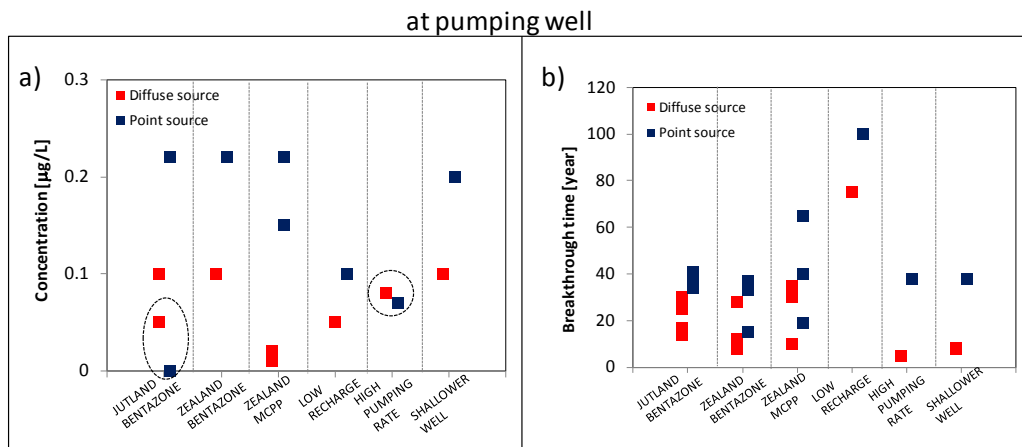 at pumping well
a)
Concentration [µg/L]
0.3
0.2
0.1
0
Diffuse source
Point source
JUTLAND
BENTAZONE
ZEALAND
BENTAZONE
ZEALAND
MCPP
LOW
RECHARGE
HIGH
PUMPING
RATE
SHALLOWER
WELL
b)
Breakthrough time [year]
120
100
80
60
40
20
0
Diffuse source
Point source
JUTLAND
BENTAZONE
ZEALAND
BENTAZONE
ZEALAND
MCPP
LOW
RECHARGE
HIGH
PUMPING
RATE
SHALLOWER
WELL